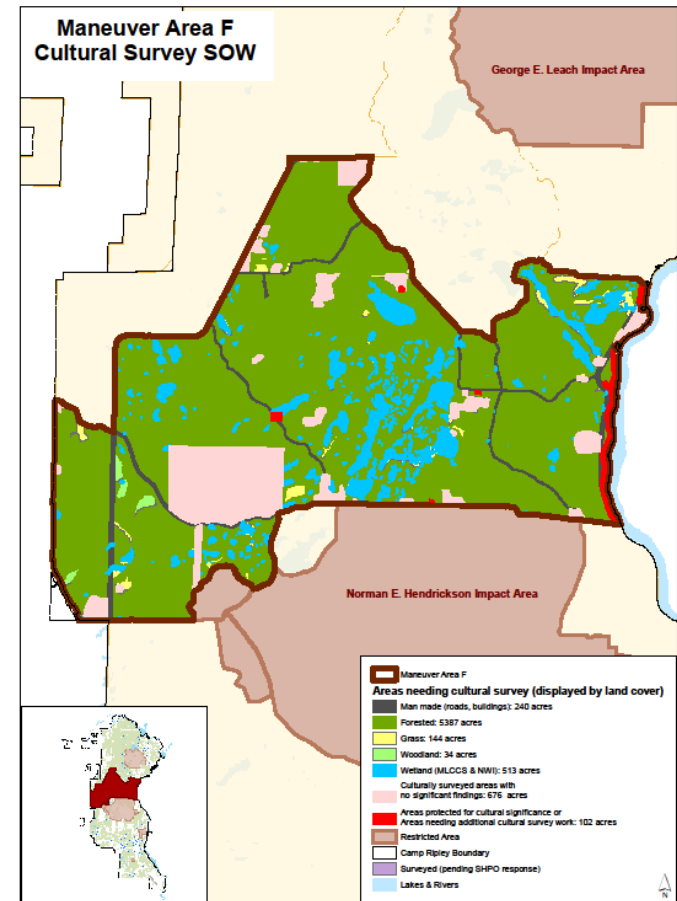 Maneuver Area F
Cultural Survey SOW
George E. Leach Impact Area
Norman E. Hendrickson Impact Area
Maneuver Area F
Areas needing cultural survey (displayed by land cover)
Man made (roads, buildings): 240 acres
Forested: 5387 acres
Grass: 144 acres
Woodland: 34 acres
Wetland (MLCCS & NWI): 513 acres
Culturally surveyed areas with
no significant findings: 676 acres
Areas protected for cultural significance or
Areas needing additional cultural survey work: 102 acres
Restricted Area
Camp Ripley Boundary
Surveyed (pending SHPO response)
Lakes & Rivers
N